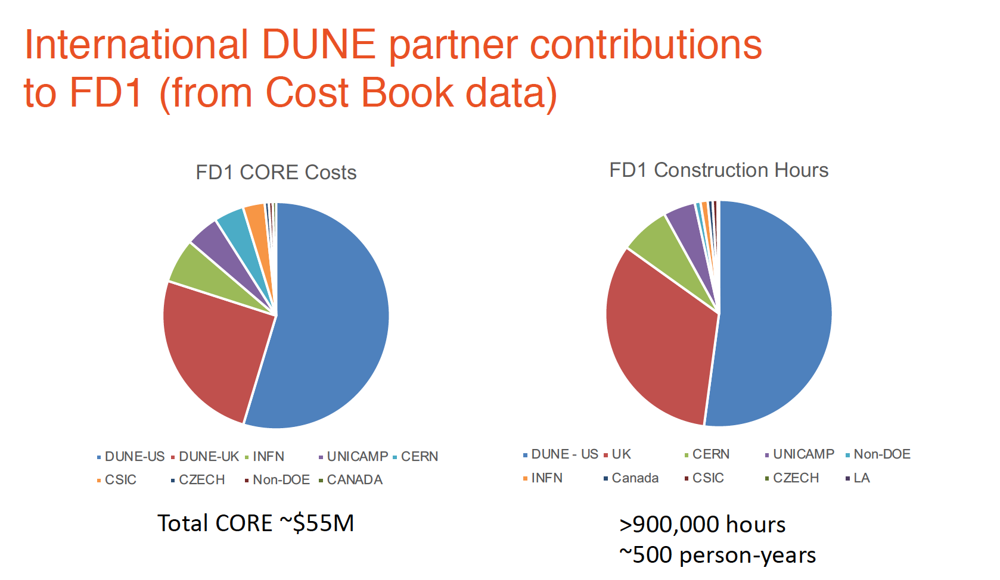 International DUNE partner contributions
to FD1 (from Cost Book data)
FD1 CORE Costs
DUNE-US DUNE-UK INFN UNICAMP CERN
CSIC CZECH Non-DOE CANADA
Total CORE ~$55M
FD1 Construction Hours
DUNE - US UK CERN UNICAMP Non-DOE
INFN Canada CSIC CZECH LA
>900,000 hours
~500 person-years